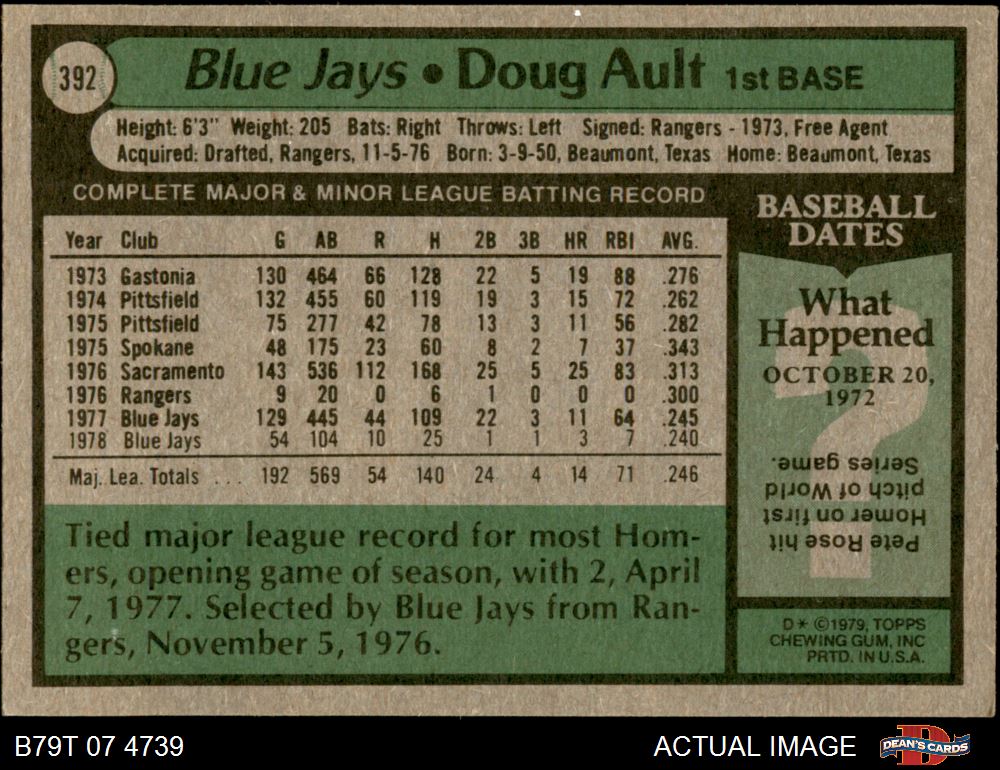 392
Blue Jays • Doug Ault 1st BASE
Height: 6'3" Weight: 205 Bats: Right Throws: Left Signed: Rangers - 1973, Free Agent
Acquired: Drafted, Rangers, 11-5-76 Born: 3-9-50, Beaumont, Texas Home: Beaumont, Texas
COMPLETE MAJOR & MINOR LEAGUE BATTING RECORD
Year Club G AB R H 2B 3B HR RBI AVG.
1973 Gastonia 130 464 66 128 22 5 19 88 .276
1974 Pittsfield 132 455 60 119 19 3 15 72 .262
1975 Pittsfield 75 277 42 78 13 3 11 56 .282
1975 Spokane 48 175 23 60 8 2 7 37 .343
1976 Sacramento 143 536 112 168 25 5 25 83 .313
1976 Rangers 9 20 0 6 1 0 0 0 .300
1977 Blue Jays 129 445 44 109 22 3 11 64 .245
1978 Blue Jays 54 104 10 25 1 1 3 7 .240
Maj. Lea. Totals ... 192 569 54 140 24 4 14 71 .246
Tied major league record for most Hom-
ers, opening game of season, with 2, April
7, 1977. Selected by Blue Jays from Ran-
gers, November 5, 1976.
BASEBALL
DATES
What
Happened
OCTOBER 20,
1972
?
Pete Rose hit
Homer on first
pitch of World
Series game.
D* ©1979, TOPPS
CHEWING GUM, INC
PRTD. IN U.S.A.
B79T 07 4739
ACTUAL IMAGE
D
DEAN'S CARDS